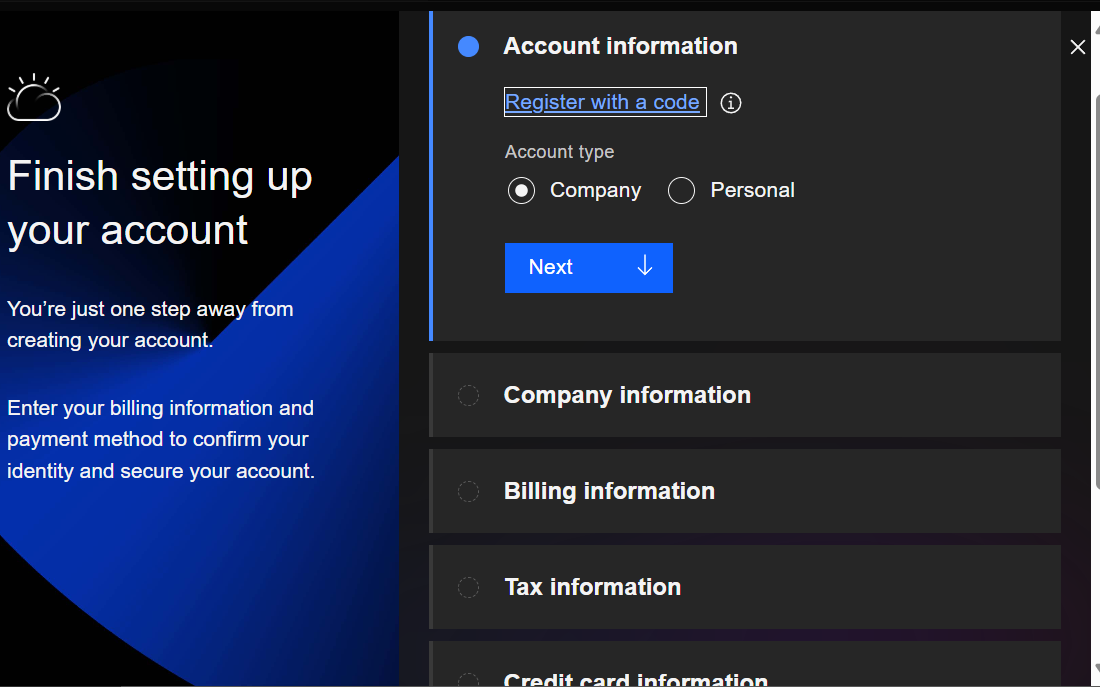 Finish setting up
your account
You’re just one step away from
creating your account.
Enter your billing information and
payment method to confirm your
identity and secure your account.
Account information
Register with a code
Account type
Company Personal
Next
Company information
Billing information
Tax information
Credit card information